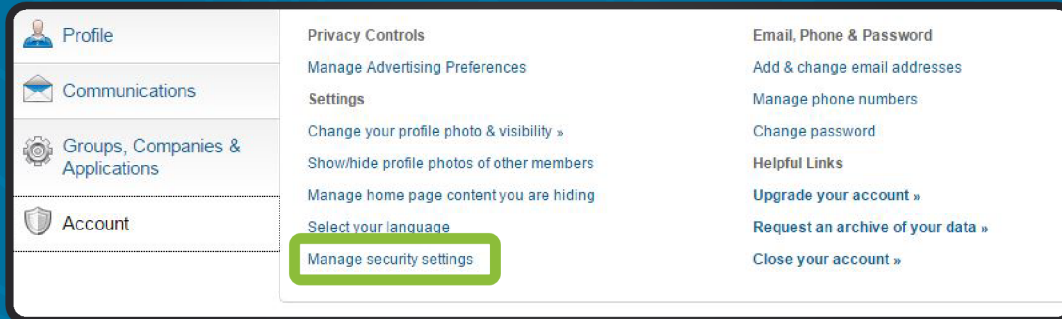 Profile
Communications
Groups, Companies &
Applications
Account
Privacy Controls
Manage Advertising Preferences
Settings
Change your profile photo & visibility »
Show/hide profile photos of other members
Manage home page content you are hiding
Select your language
Manage security settings
Email, Phone & Password
Add & change email addresses
Manage phone numbers
Change password
Helpful Links
Upgrade your account »
Request an archive of your data »
Close your account »